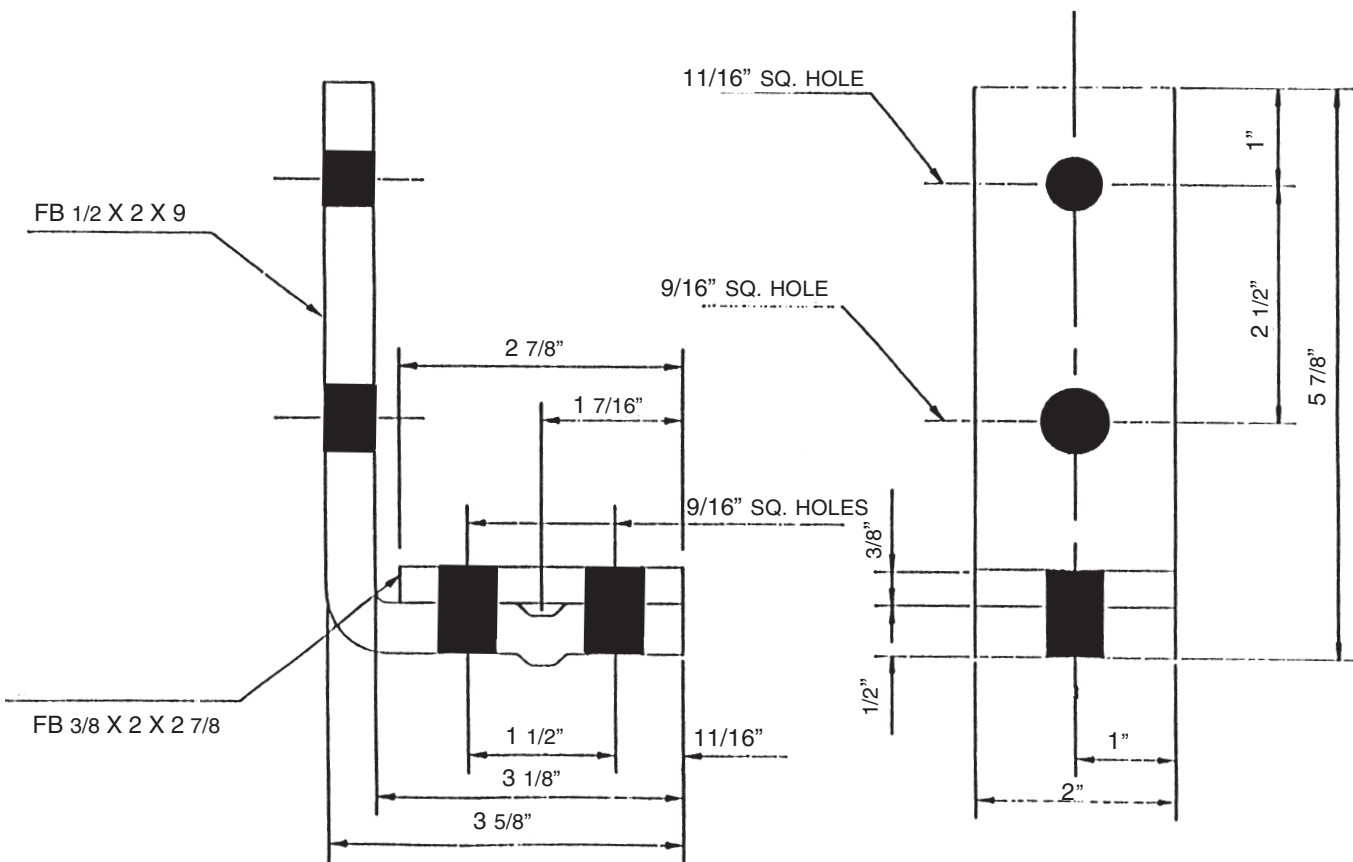 11/16” SQ. HOLE
1”
FB 1/2 X 2 X 9
9/16” SQ. HOLE
2 1/2”
2 7/8”
5 7/8”
1 7/16”
9/16” SQ. HOLES
3/8”
1/2”
FB 3/8 X 2 X 2 7/8
1 1/2”
11/16”
1”
3 1/8”
2”
3 5/8”